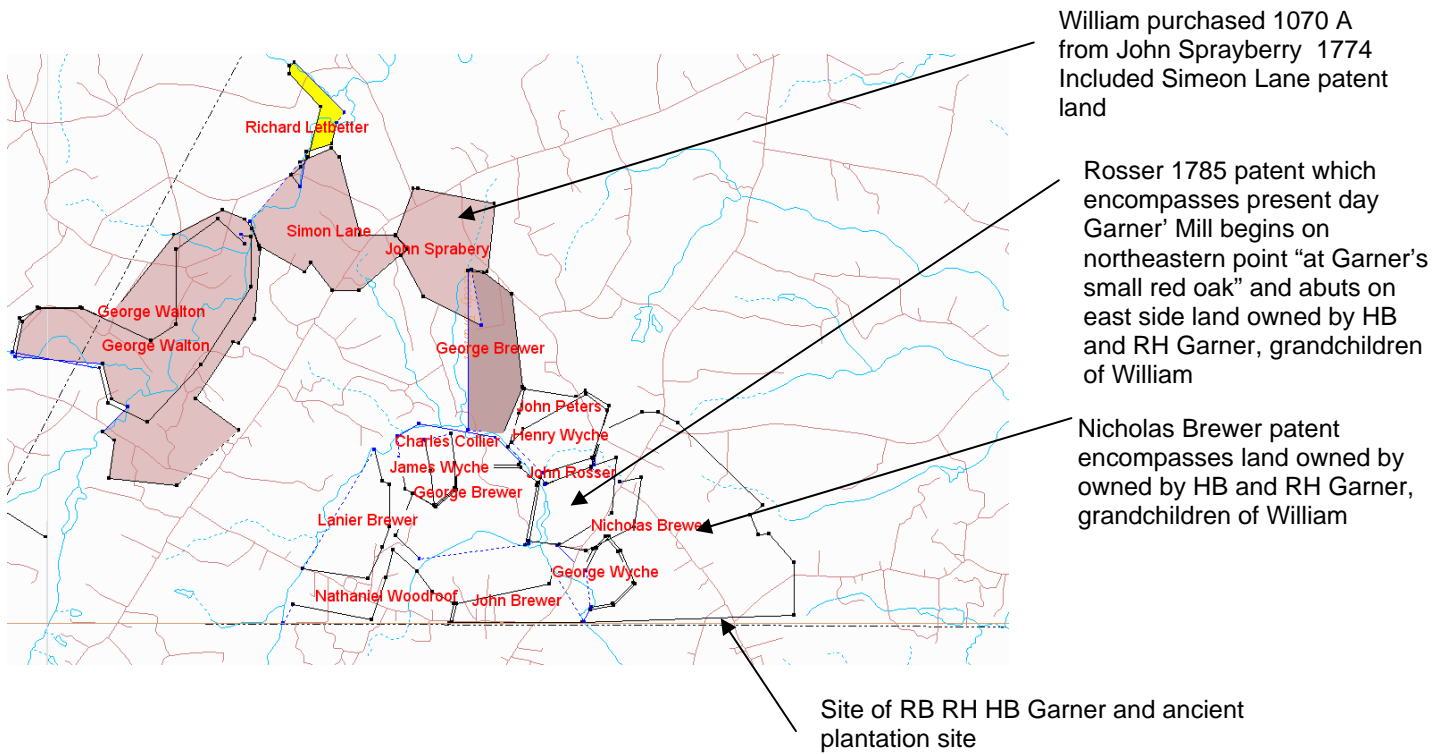 William purchased 1070 A
from John Sprayberry 1774
Included Simeon Lane patent
land
Rosser 1785 patent which
encompasses present day
Garner' Mill begins on
northeastern point “at Garner's
small red oak” and abuts on
east side land owned by HB
and RH Garner, grandchildren
of William
Nicholas Brewer patent
encompasses land owned by
owned by HB and RH Garner,
grandchildren of William
Site of RB RH HB Garner and ancient
plantation site
Richard Letbetter
Simon Lane
John Sprabery
George Walton
George Walton
George Brewer
John Peters
Henry Wyche
Charles Collier
James Wyche
George Brewer
John Rosser
Lanier Brewer
Nicholas Brewe
George Wyche
Nathaniel Woodroof
John Brewer